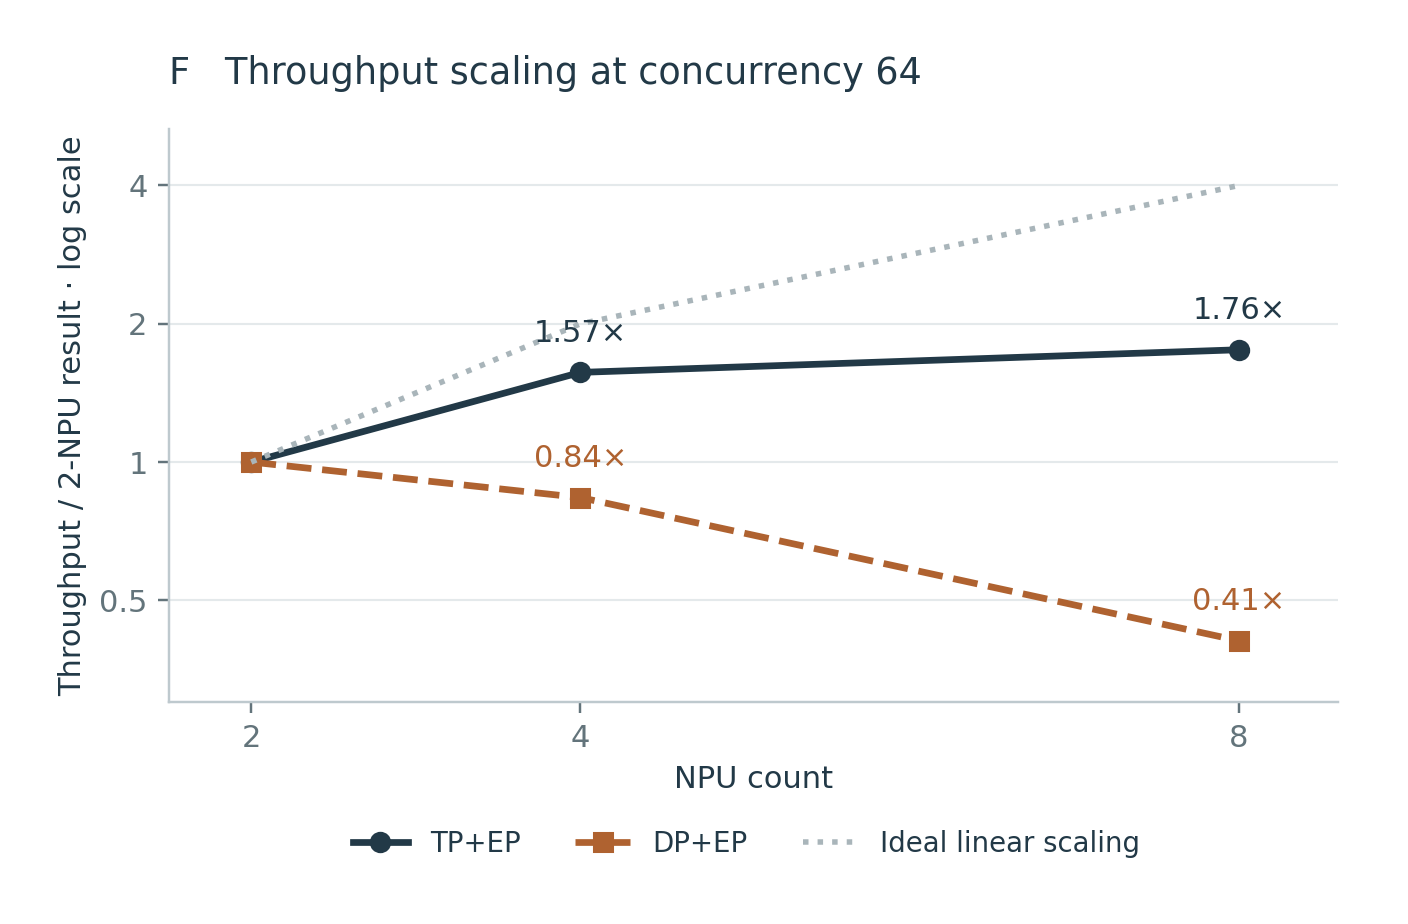 F Throughput scaling at concurrency 64
Throughput / 2-NPU result · log scale
4
2
1
0.5
1.57×
1.76×
0.84×
0.41×
2 4 8
NPU count
TP+EP DP+EP Ideal linear scaling